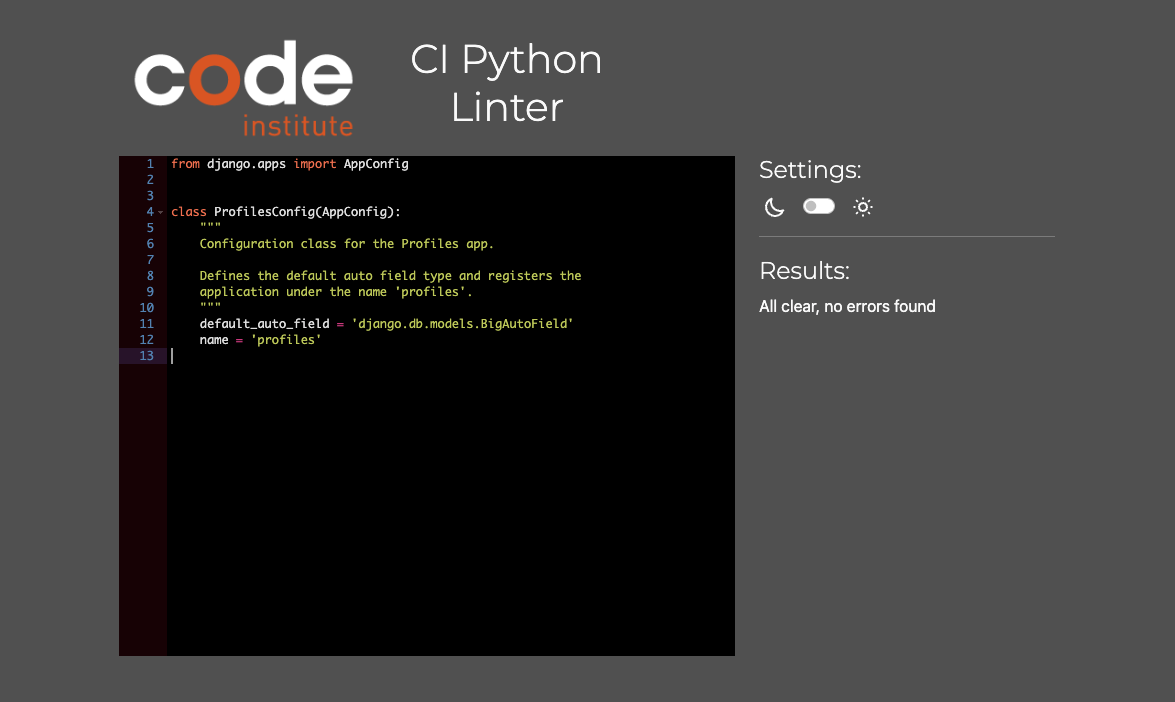 code
institute
CI Python
Linter
1 from django.apps import AppConfig
2
3
4 class ProfilesConfig(AppConfig):
5     """
6     Configuration class for the Profiles app.
7
8     Defines the default auto field type and registers the
9     application under the name 'profiles'.
10     """
11     default_auto_field = 'django.db.models.BigAutoField'
12     name = 'profiles'
13
Settings:
Results:
All clear, no errors found